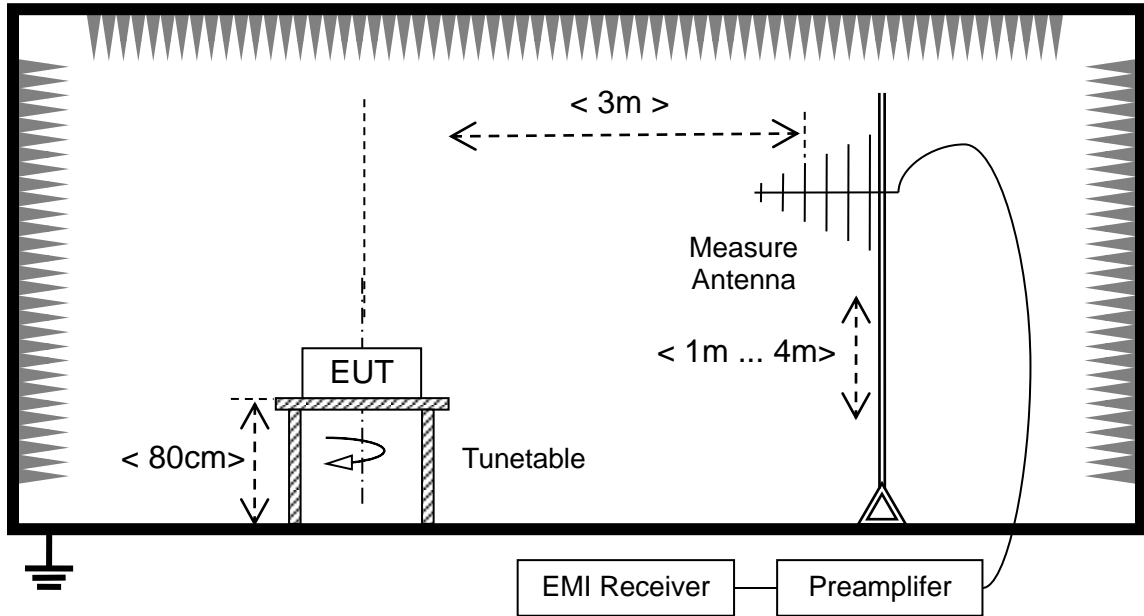 < 3m >
Measure
Antenna
< 1m ... 4m>
EUT
< 80cm>
Tunetable
EMI Receiver
Preamplifer